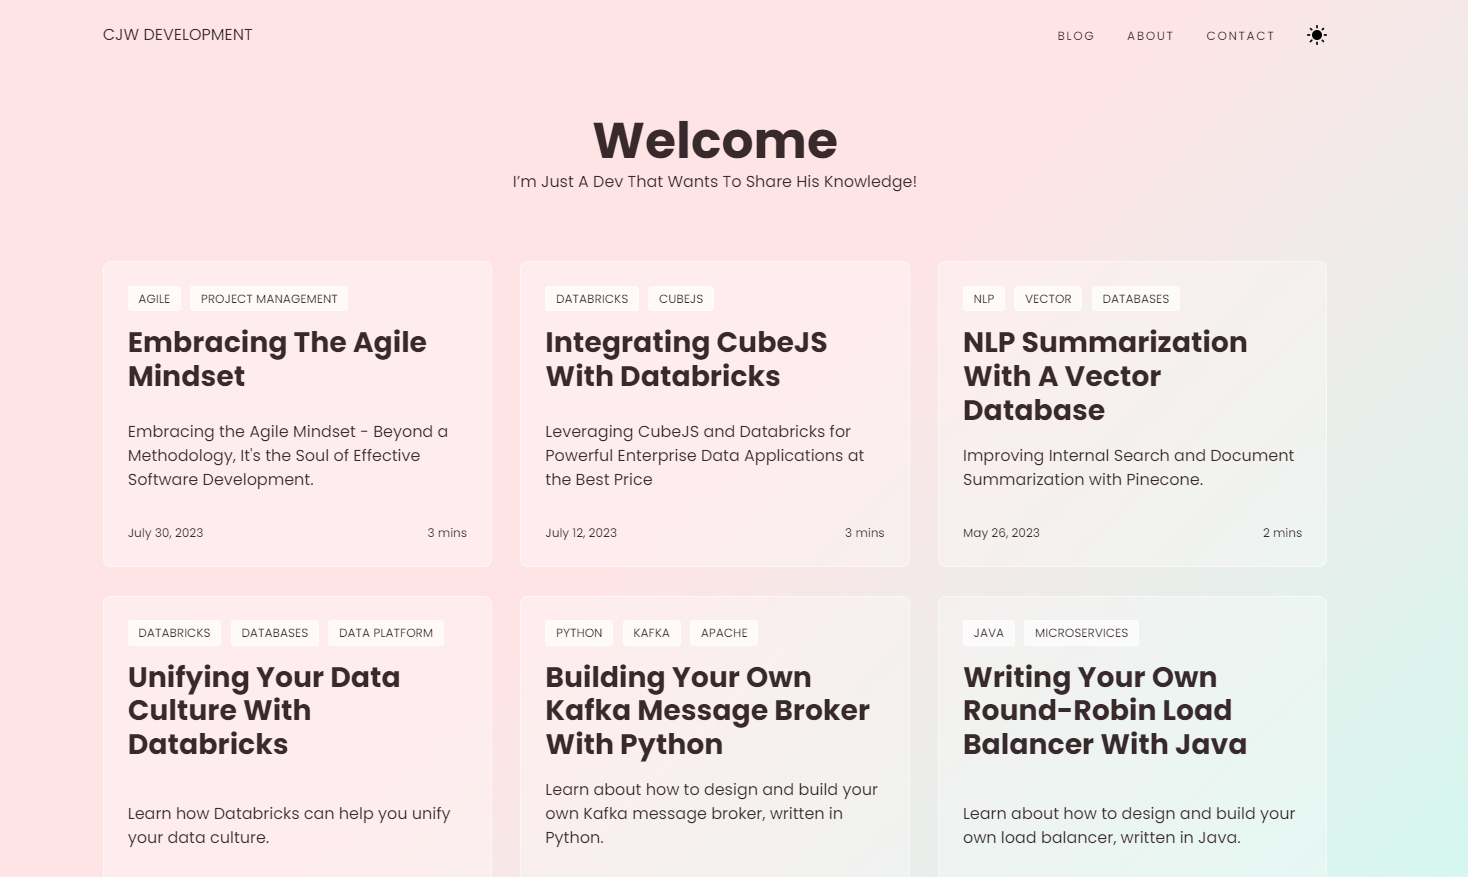 CJW DEVELOPMENT
BLOG ABOUT CONTACT
Welcome
I’m Just A Dev That Wants To Share His Knowledge!
AGILE PROJECT MANAGEMENT
Embracing The Agile
Mindset
Embracing the Agile Mindset - Beyond a
Methodology, It's the Soul of Effective
Software Development.
July 30, 2023 3 mins
DATABRICKS CUBEJS
Integrating CubeJS
With Databricks
Leveraging CubeJS and Databricks for
Powerful Enterprise Data Applications at
the Best Price
July 12, 2023 3 mins
NLP VECTOR DATABASES
NLP Summarization
With A Vector
Database
Improving Internal Search and Document
Summarization with Pinecone.
May 26, 2023 2 mins
DATABRICKS DATABASES DATA PLATFORM
Unifying Your Data
Culture With
Databricks
Learn how Databricks can help you unify
your data culture.
PYTHON KAFKA APACHE
Building Your Own
Kafka Message Broker
With Python
Learn about how to design and build your
own Kafka message broker, written in
Python.
JAVA MICROSERVICES
Writing Your Own
Round-Robin Load
Balancer With Java
Learn about how to design and build your
own load balancer, written in Java.